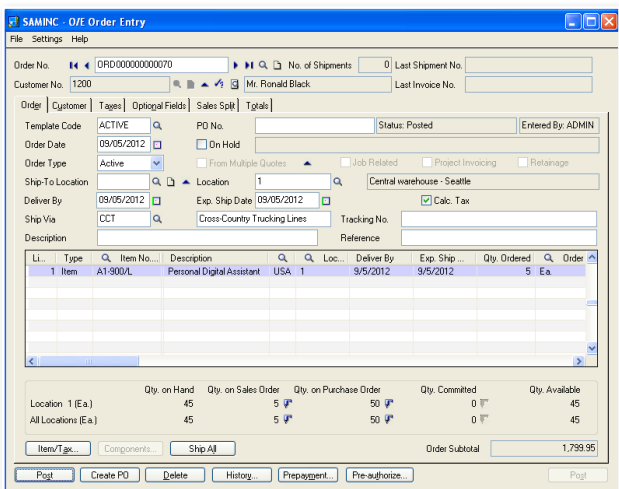 SAMINC - O/E Order Entry
File Settings Help
Order No. ORD000000000070 No. of Shipments 0 Last Shipment No.
Customer No. 1200 Mr. Ronald Black Last Invoice No.
Order Customer Taxes Optional Fields Sales Split Totals
Template Code ACTIVE PO No. Status: Posted Entered By: ADMIN
Order Date 09/05/2012 On Hold
Order Type Active From Multiple Quotes Job Related Project Invoicing Retainage
Ship-To Location Location 1 Central warehouse - Seattle
Deliver By 09/05/2012 Exp. Ship Date 09/05/2012 Calc. Tax
Ship Via CCT Cross-Country Trucking Lines Tracking No.
Description Reference
Li... Type Item No.... Description Loc... Deliver By Exp. Ship ... Qty. Ordered Order
1 Item A1-900/L Personal Digital Assistant USA 1 9/5/2012 9/5/2012 5 Ea.
Qty. on Hand Qty. on Sales Order Qty. on Purchase Order Qty. Committed Qty. Available
Location 1 (Ea.) 45 5 50 0 45
All Locations (Ea.) 45 5 50 0 45
Item/Tax... Components... Ship All Order Subtotal 1,799.95
Post Create PO Delete History... Prepayment... Pre-authorize... Post